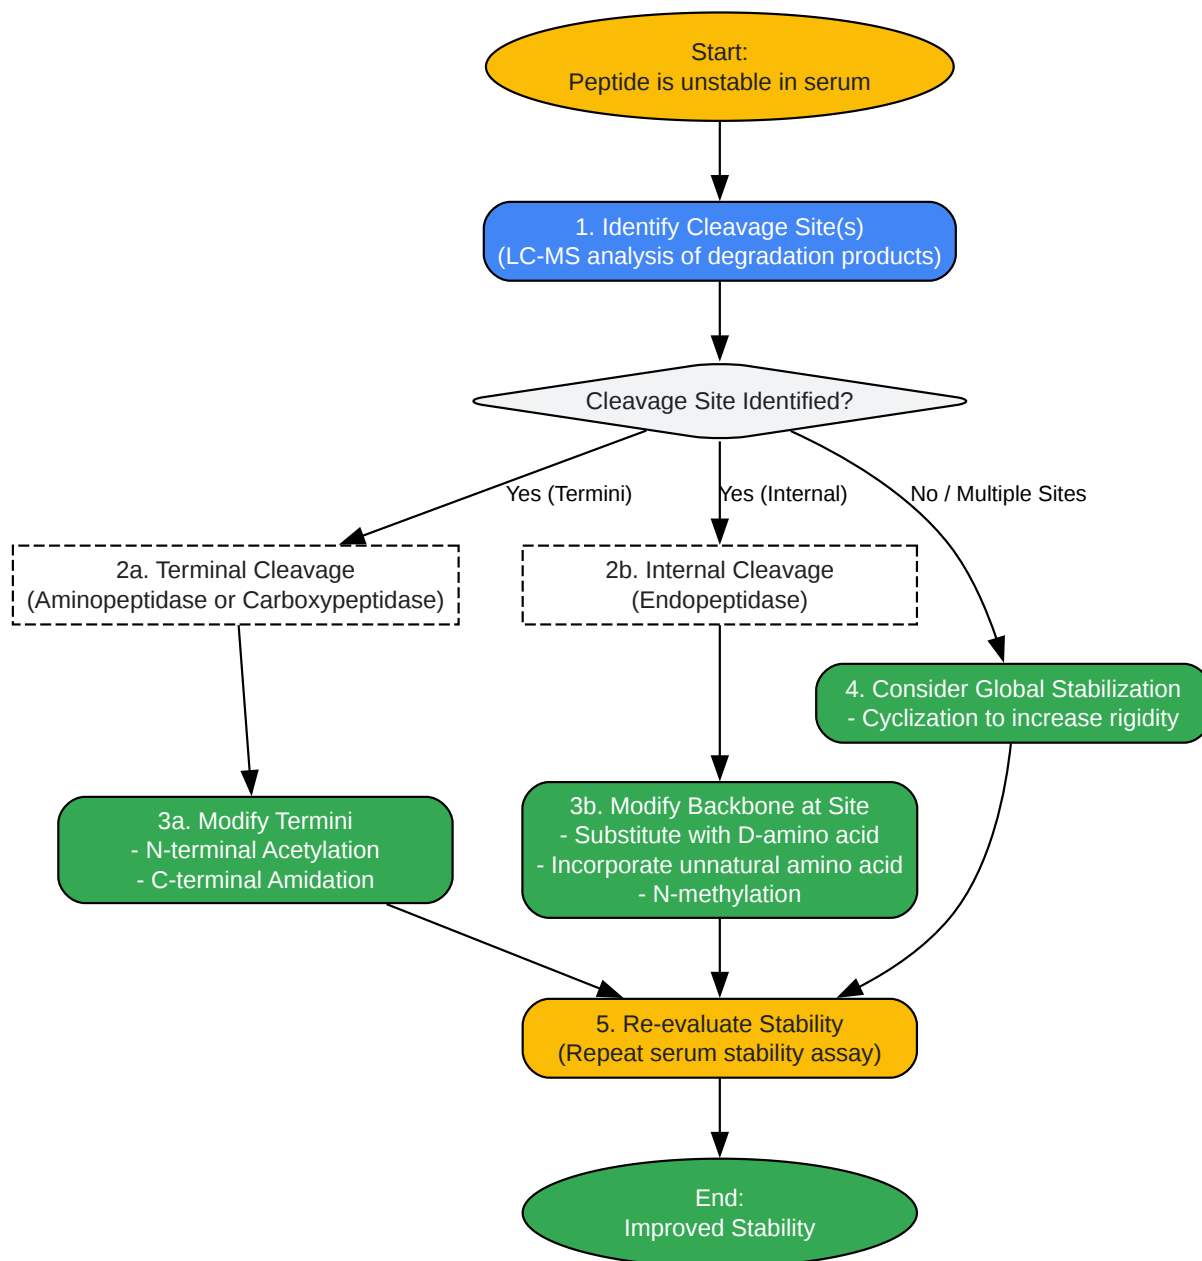 Start:
Peptide is unstable in serum
1. Identify Cleavage Site(s)
(LC-MS analysis of degradation products)
Cleavage Site Identified?
Yes (Termini)
Yes (Internal)
No / Multiple Sites
2a. Terminal Cleavage
(Aminopeptidase or Carboxypeptidase)
2b. Internal Cleavage
(Endopeptidase)
4. Consider Global Stabilization
- Cyclization to increase rigidity
3a. Modify Termini
- N-terminal Acetylation
- C-terminal Amidation
3b. Modify Backbone at Site
- Substitute with D-amino acid
- Incorporate unnatural amino acid
- N-methylation
5. Re-evaluate Stability
(Repeat serum stability assay)
End:
Improved Stability